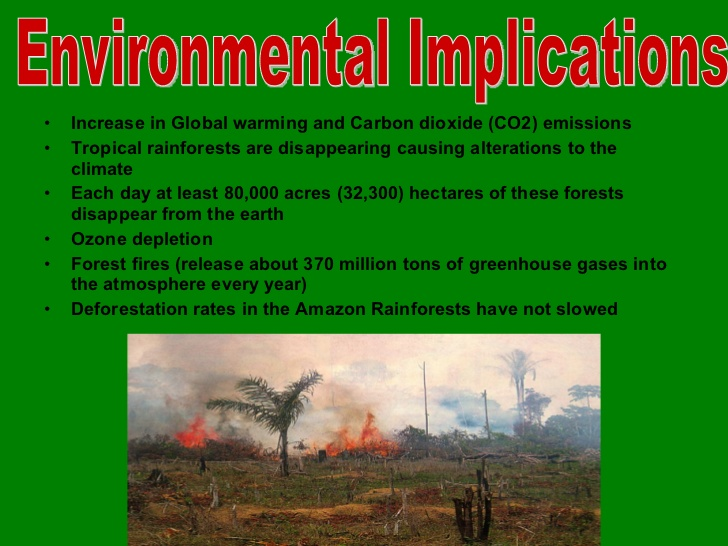 Environmental Implications
• Increase in Global warming and Carbon dioxide (CO2) emissions
• Tropical rainforests are disappearing causing alterations to the
climate
• Each day at least 80,000 acres (32,300) hectares of these forests
disappear from the earth
• Ozone depletion
• Forest fires (release about 370 million tons of greenhouse gases into
the atmosphere every year)
• Deforestation rates in the Amazon Rainforests have not slowed